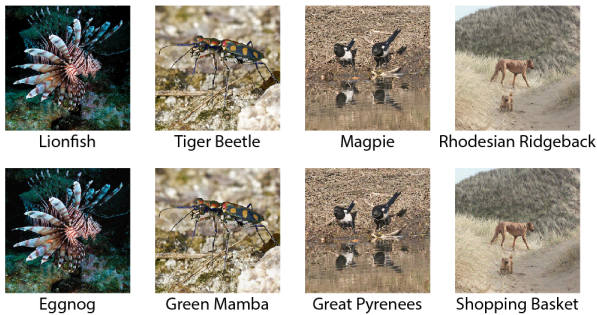 Lionfish
Tiger Beetle
Magpie
Rhodesian Ridgeback
Eggnog
Green Mamba
Great Pyrenees
Shopping Basket